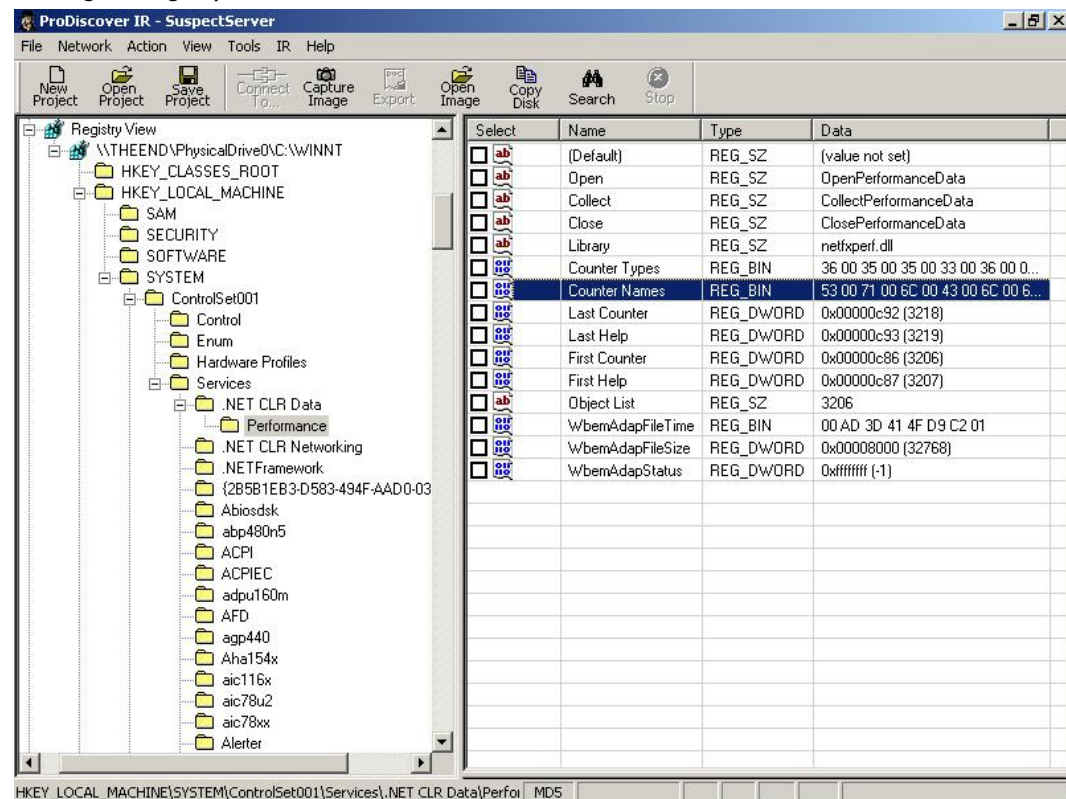 ProDiscover IR - SuspectServer
File Network Action View Tools IR Help
New Project
Open Project
Save Project
Connect To...
Capture Image
Export
Open Image
Copy Disk
Search
Stop
Registry View
\\THEEND\PhysicalDrive0\C:\WINNT
HKEY_CLASSES_ROOT
HKEY_LOCAL_MACHINE
SAM
SECURITY
SOFTWARE
SYSTEM
ControlSet001
Control
Enum
Hardware Profiles
Services
.NET CLR Data
Performance
.NET CLR Networking
.NETFramework
{2B5B1EB3-D583-494F-AAD0-03
Abiosdsk
abp480n5
ACPI
ACPIEC
adpu160m
AFD
agp440
Aha154x
aic116x
aic78u2
aic78xx
Alerter
Select Name Type Data
(Default) REG_SZ (value not set)
Open REG_SZ OpenPerformanceData
Collect REG_SZ CollectPerformanceData
Close REG_SZ ClosePerformanceData
Library REG_SZ netfxperf.dll
Counter Types REG_BIN 36 00 35 00 35 00 33 00 36 00 0...
Counter Names REG_BIN 53 00 71 00 6C 00 43 00 6C 00 6...
Last Counter REG_DWORD 0x00000c92 (3218)
Last Help REG_DWORD 0x00000c93 (3219)
First Counter REG_DWORD 0x00000c86 (3206)
First Help REG_DWORD 0x00000c87 (3207)
Object List REG_SZ 3206
WbemAdapFileTime REG_BIN 00 AD 3D 41 4F D9 C2 01
WbemAdapFileSize REG_DWORD 0x00008000 (32768)
WbemAdapStatus REG_DWORD 0xffffffff (-1)
HKEY_LOCAL_MACHINE\SYSTEM\ControlSet001\Services\.NET CLR Data\Perfor MD5